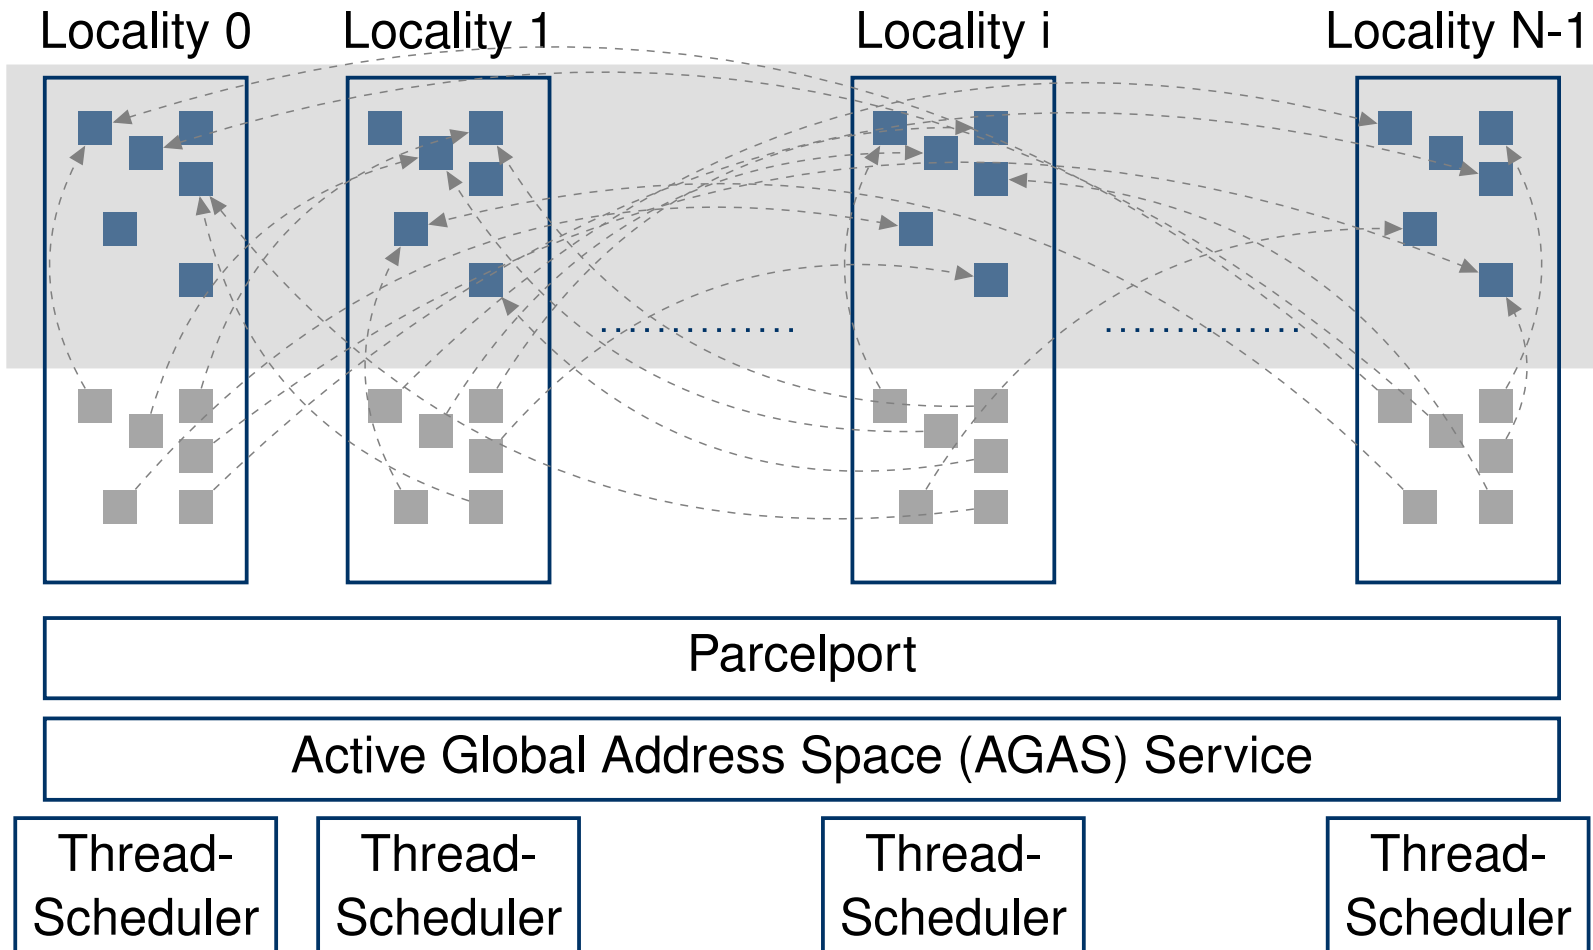 Locality 0 Locality 1 Locality i Locality N-1
Parcelport
Active Global Address Space (AGAS) Service
Thread- Thread- Thread- Thread-
Scheduler Scheduler Scheduler Scheduler